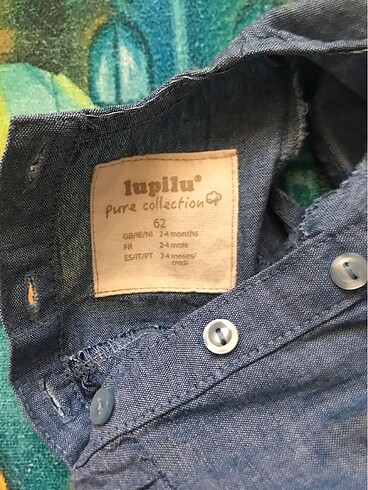 lupilu®
pure collection
62
GB/IE/NI 2-4 months
FR 2-4 mois
ES/IT/PT 2-4 meses/
mesi